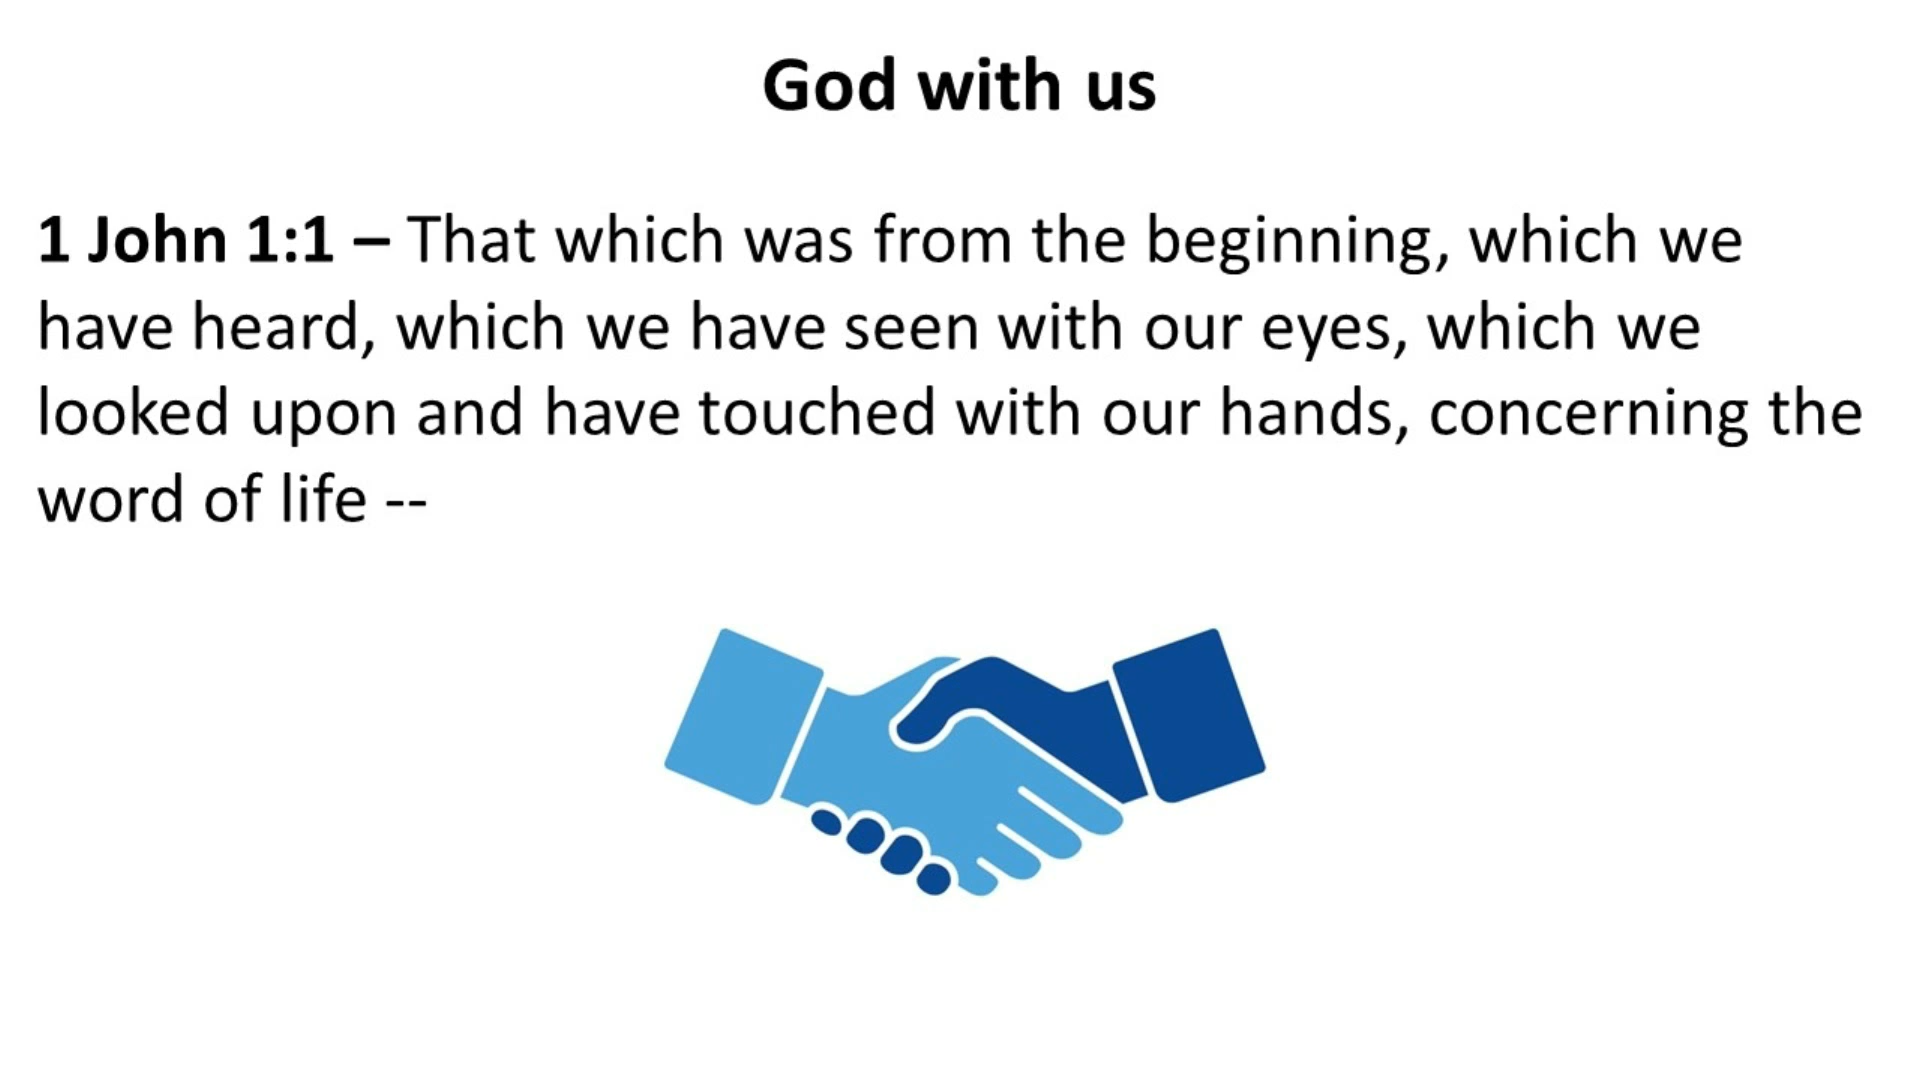 God with us
1 John 1:1 – That which was from the beginning, which we
have heard, which we have seen with our eyes, which we
looked upon and have touched with our hands, concerning the
word of life --